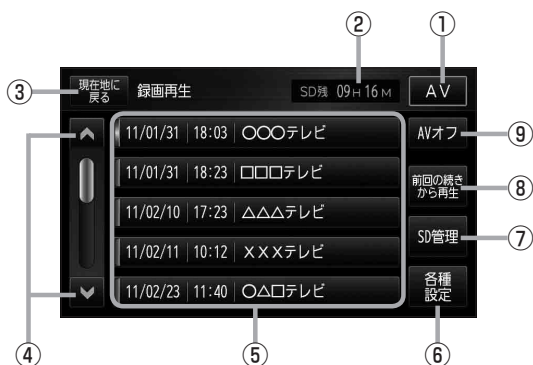 ② ①
③ 現在地に
戻る 録画再生 SD残 09H16M AV
11/01/31 18:03 ○○○テレビ AVオフ ⑨
11/01/31 18:23 □□□テレビ 前回の続き
から再生 ⑧
11/02/10 17:23 △△△テレビ
11/02/11 10:12 ×××テレビ SD管理 ⑦
11/02/23 11:40 ○△□テレビ 各種
設定
④ ⑤ ⑥